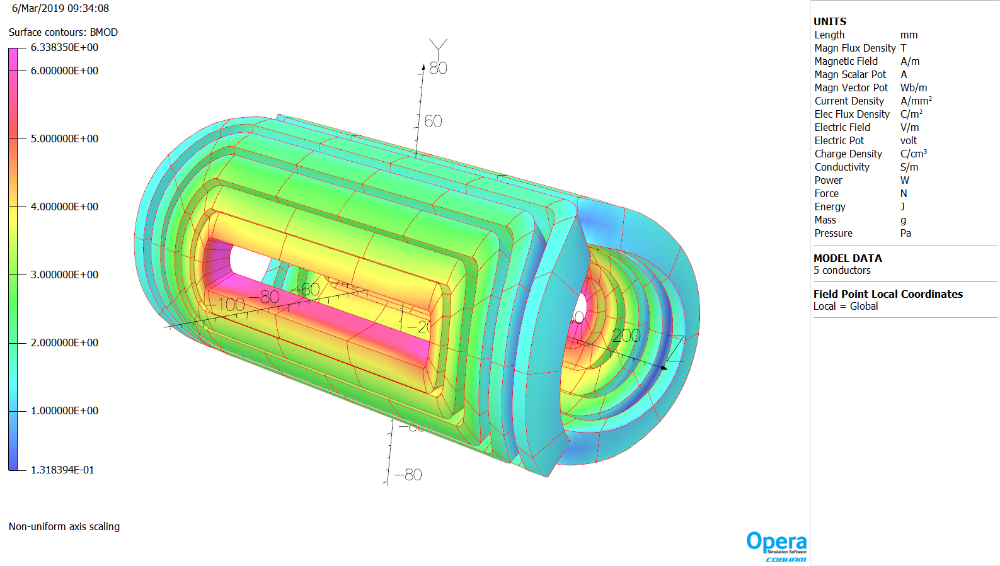 6/Mar/2019 09:34:08
Surface contours: BMOD
6.338350E+00
6.000000E+00
5.000000E+00
4.000000E+00
3.000000E+00
2.000000E+00
1.000000E+00
1.318394E-01
Y
80
60
-100
-80
-60
-20
200
Z
-80
Non-uniform axis scaling
Opera
Simulation Software
COBHAM
UNITS
Length mm
Magn Flux Density T
Magnetic Field A/m
Magn Scalar Pot A
Magn Vector Pot Wb/m
Current Density A/mm²
Elec Flux Density C/m²
Electric Field V/m
Electric Pot volt
Charge Density C/cm³
Conductivity S/m
Power W
Force N
Energy J
Mass g
Pressure Pa
MODEL DATA
5 conductors
Field Point Local Coordinates
Local = Global